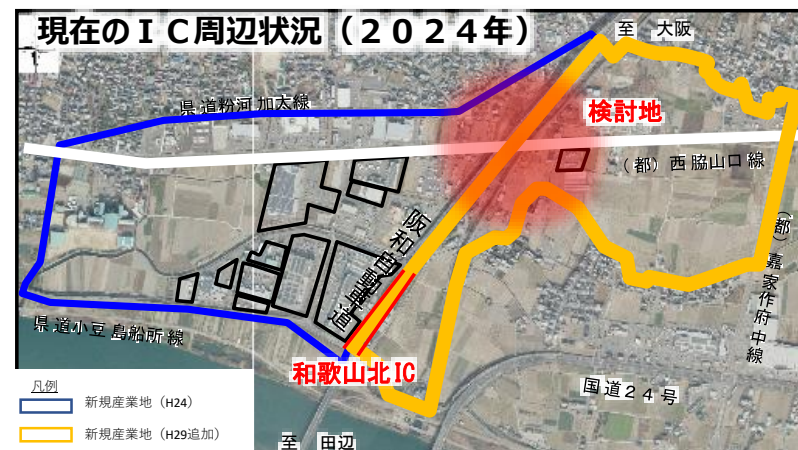 現在のＩＣ周辺状況（２０２４年）
至　大阪
県道粉河加太線
検討地
（都）西脇山口線
阪和自動車道
（都）嘉家作府中線
県道小豆島船所線
和歌山北IC
国道２４号
凡例
新規産業地（H24）
新規産業地（H29追加）
至　田辺